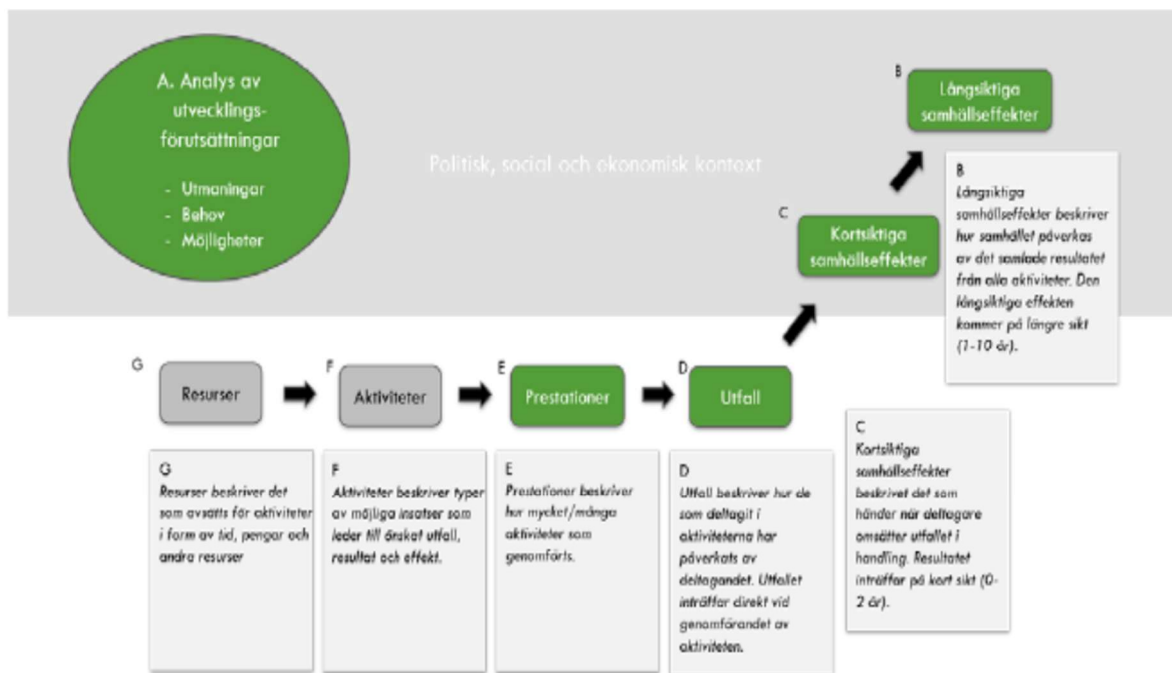 A. Analys av
utvecklings-
förutsättningar
- Utmaningar
- Behov
- Möjligheter
Politisk, social och ekonomisk kontext
B
Långsiktiga
samhällseffekter
B
Långsiktiga
samhällseffekter beskriver
hur samhället påverkas
av det samlade resultatet
från alla aktiviteter. Den
långsiktiga effekten
kommer på längre sikt
(1-10 år).
C
Kortsiktiga
samhällseffekter
G
Resurser
F
Aktiviteter
E
Prestationer
D
Utfall
G
Resurser beskriver det
som avsätts för aktiviteter
i form av tid, pengar och
andra resurser
F
Aktiviteter beskriver typer
av möjliga insatser som
leder till önskat utfall,
resultat och effekt.
E
Prestationer beskriver
hur mycket/många
aktiviteter som
genomförts.
D
Utfall beskriver hur de
som deltagit i
aktiviteterna har
påverkats av
deltagandet. Utfallet
inträffar direkt vid
genomförandet av
aktiviteten.
C
Kortsiktiga
samhällseffekter
beskrivet det som
händer när deltagare
omsätter utfallet i
handling. Resultatet
inträffar på kort sikt (0-
2 år).